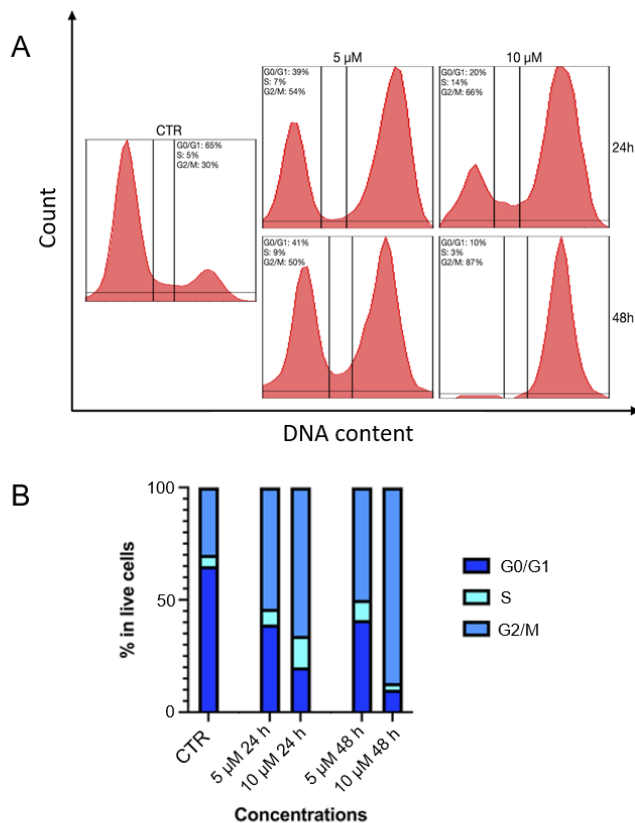 A
5 µM
10 µM
CTR
G0/G1: 65%
S: 5%
G2/M: 30%
G0/G1: 39%
S: 7%
G2/M: 54%
G0/G1: 20%
S: 14%
G2/M: 66%
24h
G0/G1: 41%
S: 9%
G2/M: 50%
G0/G1: 10%
S: 3%
G2/M: 87%
48h
Count
DNA content
B
100
50
0
% in live cells
CTR
5 µM 24 h
10 µM 24 h
5 µM 48 h
10 µM 48 h
Concentrations
G0/G1
S
G2/M